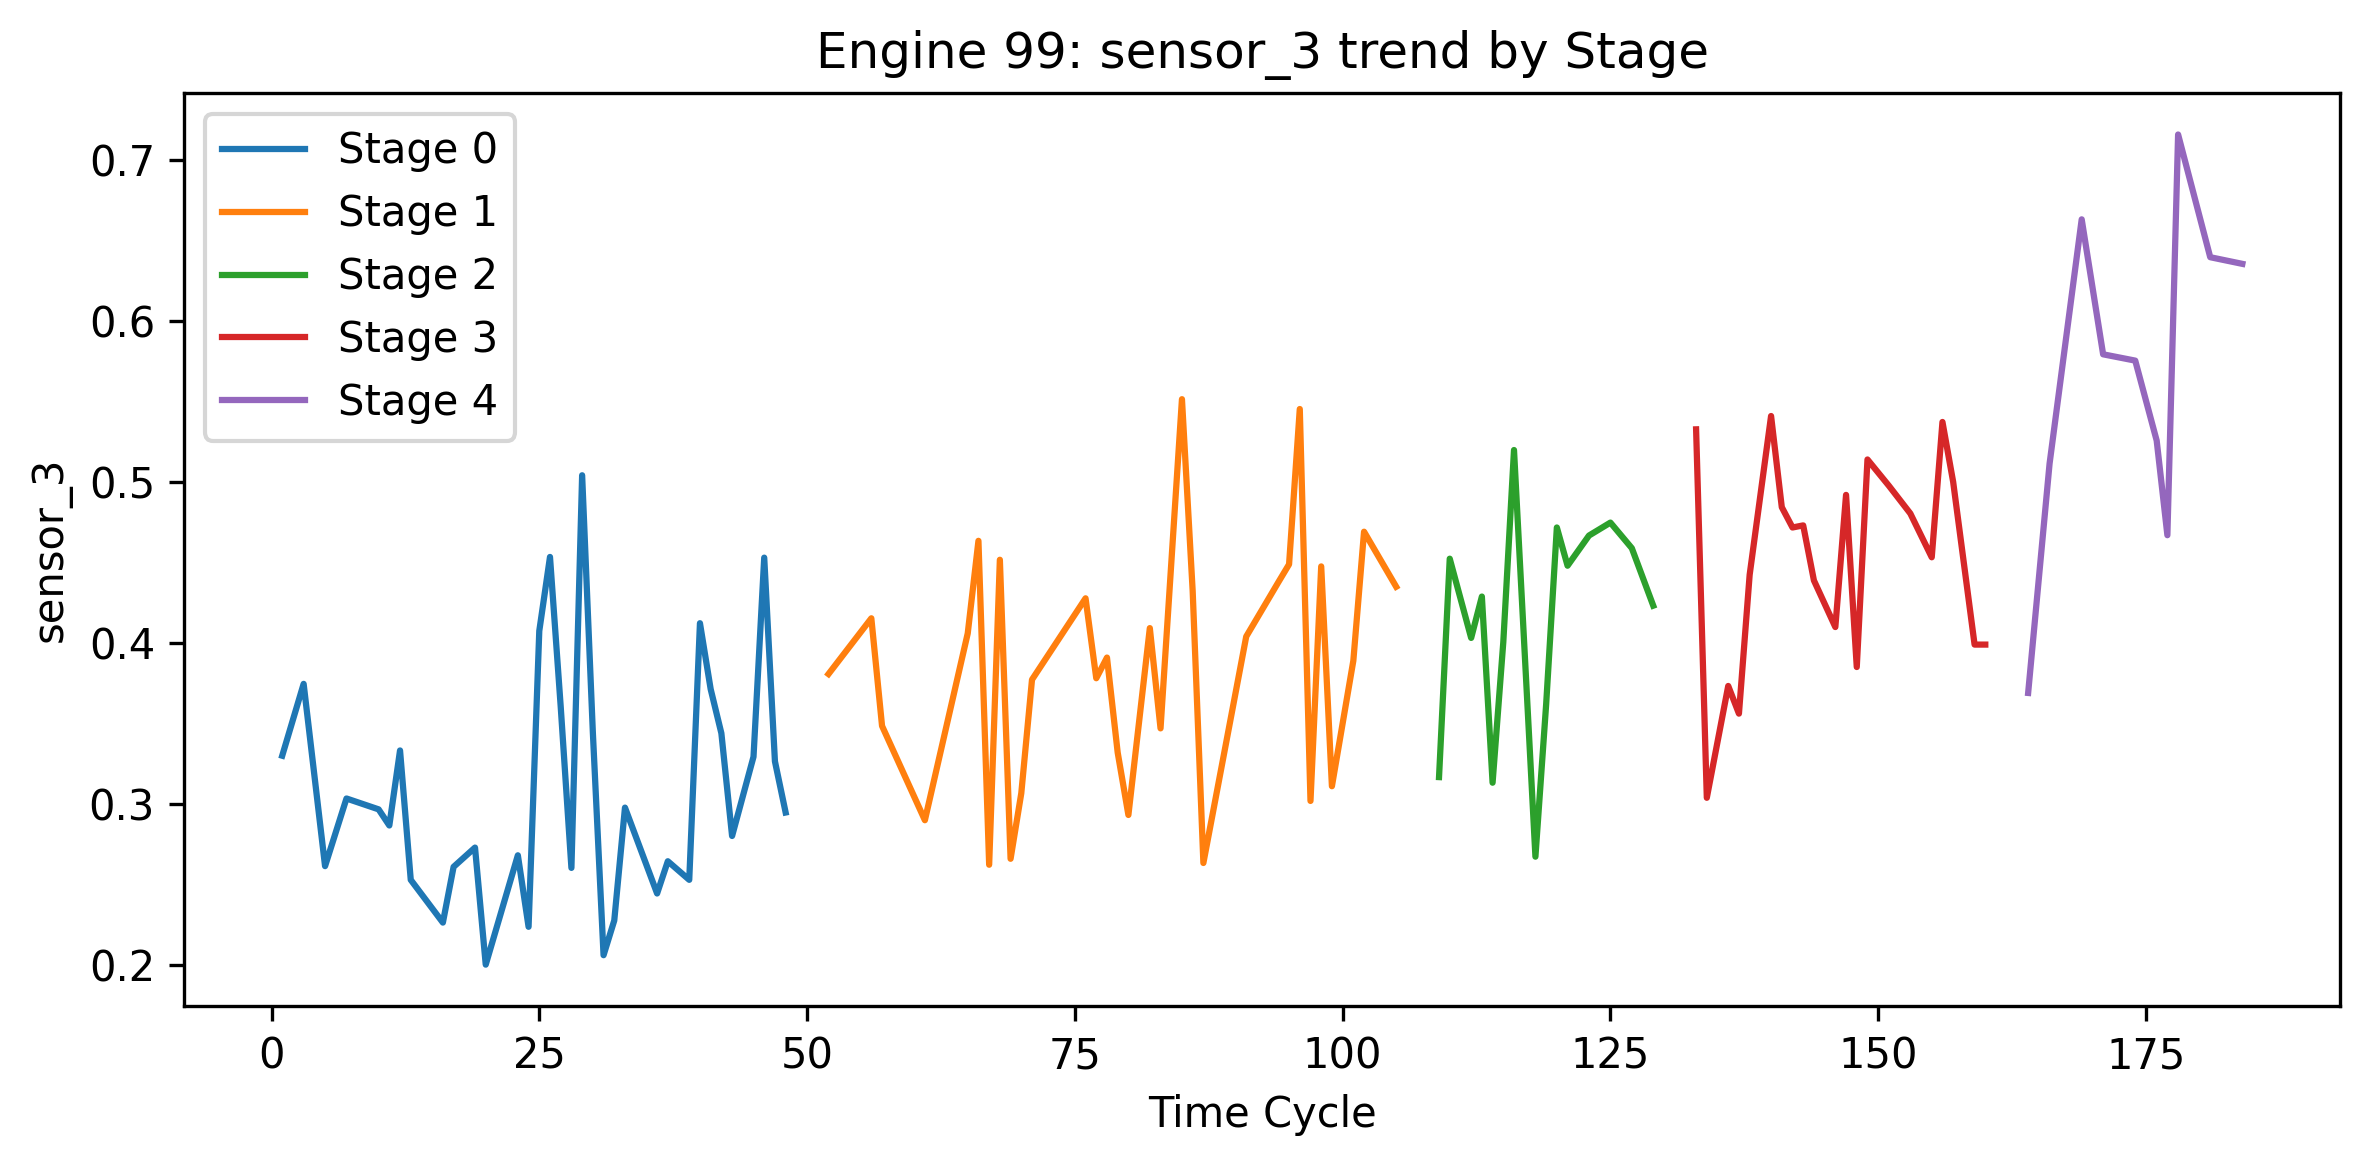 Engine 99: sensor_3 trend by Stage
Stage 0
Stage 1
Stage 2
Stage 3
Stage 4
sensor_3
0.7
0.6
0.5
0.4
0.3
0.2
0 25 50 75 100 125 150 175
Time Cycle